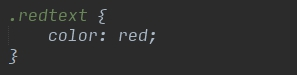 .redtext {
    color: red;
}